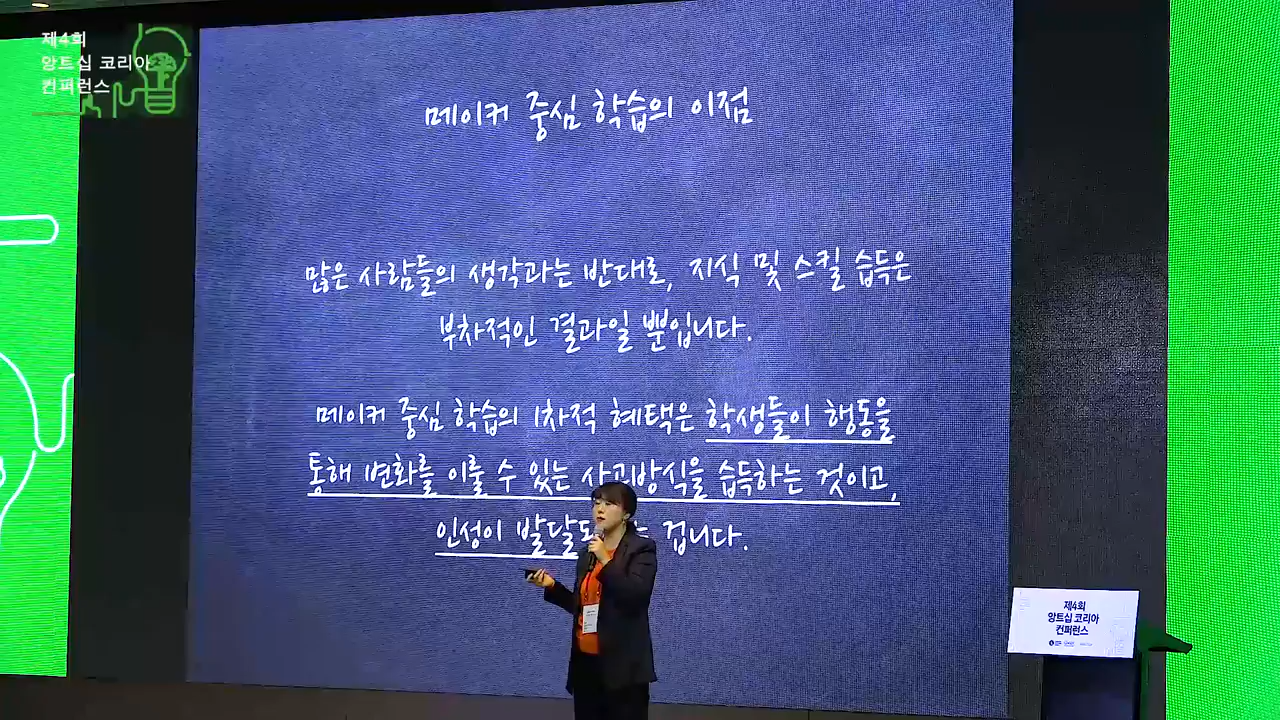 제4회
앙트십 코리아
컨퍼런스
메이커 중심 학습의 이점
많은 사람들의 생각과는 반대로, 지식 및 스킬 습득은
부차적인 결과일 뿐입니다.
메이커 중심 학습의 1차적 혜택은 학생들이 행동을
통해 변화를 이룰 수 있는 사고방식을 습득하는 것이고,
인성이 발달 겁니다.
제4회
앙트십 코리아
컨퍼런스